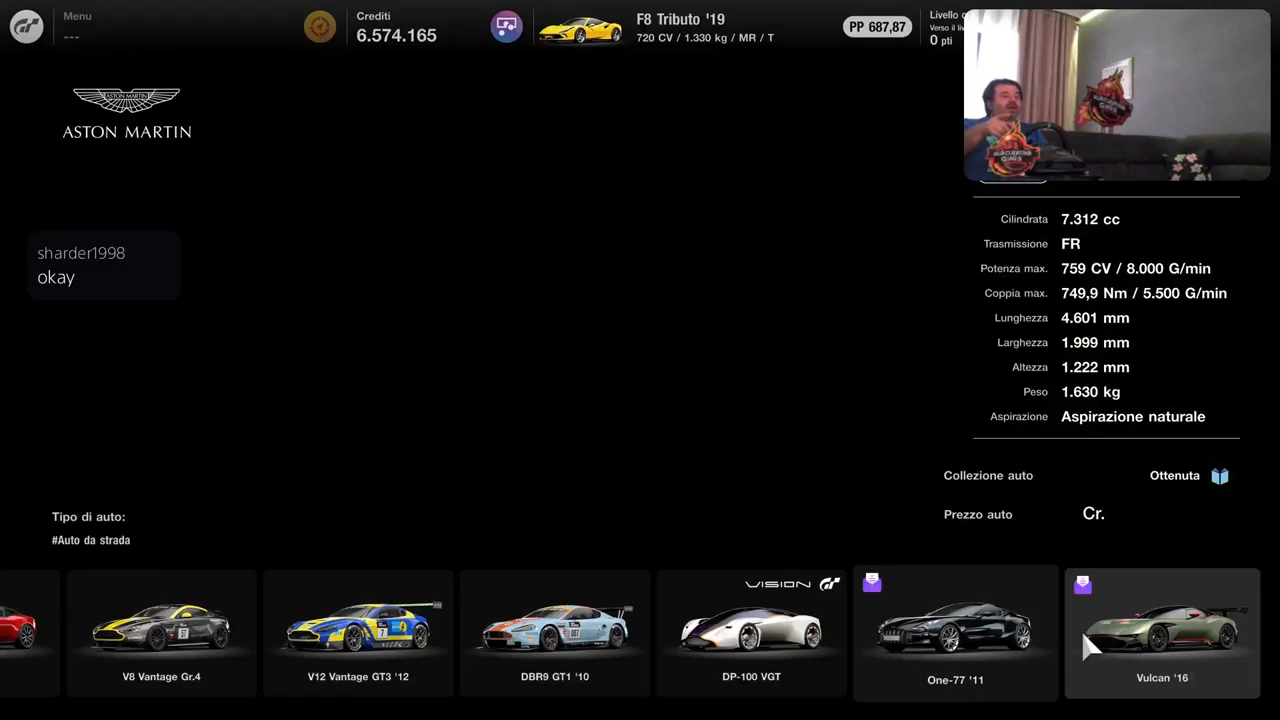 Menu
---
Crediti
6.574.165
F8 Tributo '19
720 CV / 1.330 kg / MR / T
PP 687,87
Livello
Verso il liv
0 pti
ASTON MARTIN
ASTON MARTIN
sharder1998
okay
Cilindrata 7.312 cc
Trasmissione FR
Potenza max. 759 CV / 8.000 G/min
Coppia max. 749,9 Nm / 5.500 G/min
Lunghezza 4.601 mm
Larghezza 1.999 mm
Altezza 1.222 mm
Peso 1.630 kg
Aspirazione Aspirazione naturale
Collezione auto Ottenuta
Prezzo auto Cr.
Tipo di auto:
#Auto da strada
VISION GT
V8 Vantage Gr.4
V12 Vantage GT3 '12
DBR9 GT1 '10
DP-100 VGT
One-77 '11
Vulcan '16